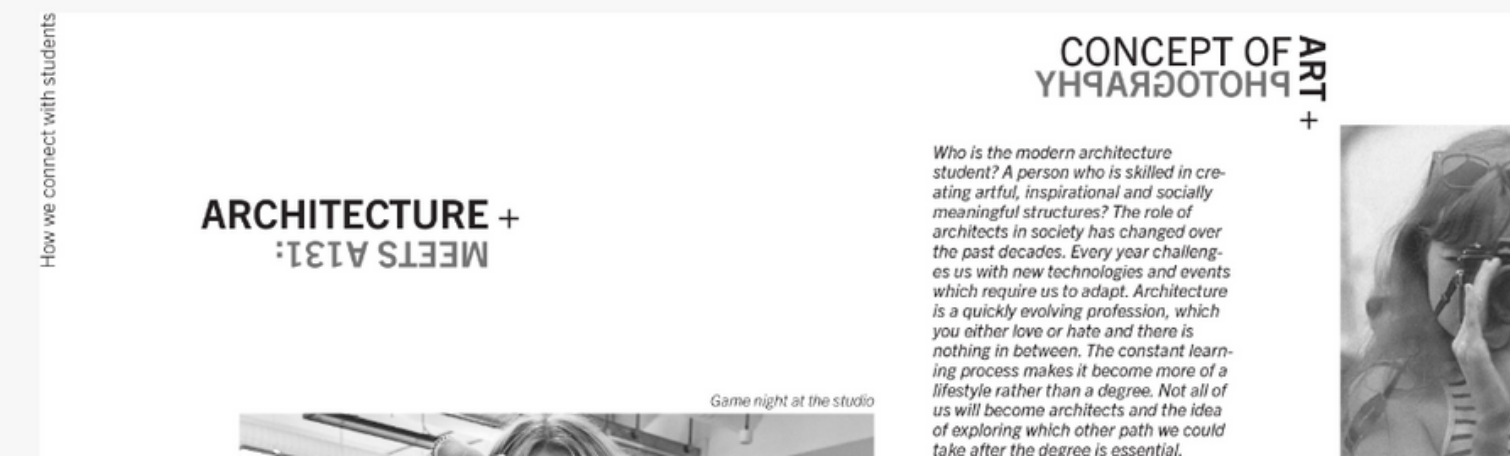 How we connect with students
ARCHITECTURE +
MEETS A131:
Game night at the studio
CONCEPT OF ART +
PHOTOGRAPHY
Who is the modern architecture
student? A person who is skilled in cre-
ating artful, inspirational and socially
meaningful structures? The role of
architects in society has changed over
the past decades. Every year challeng-
es us with new technologies and events
which require us to adapt. Architecture
is a quickly evolving profession, which
you either love or hate and there is
nothing in between. The constant learn-
ing process makes it become more of a
lifestyle rather than a degree. Not all of
us will become architects and the idea
of exploring which other path we could
take after the degree is essential.